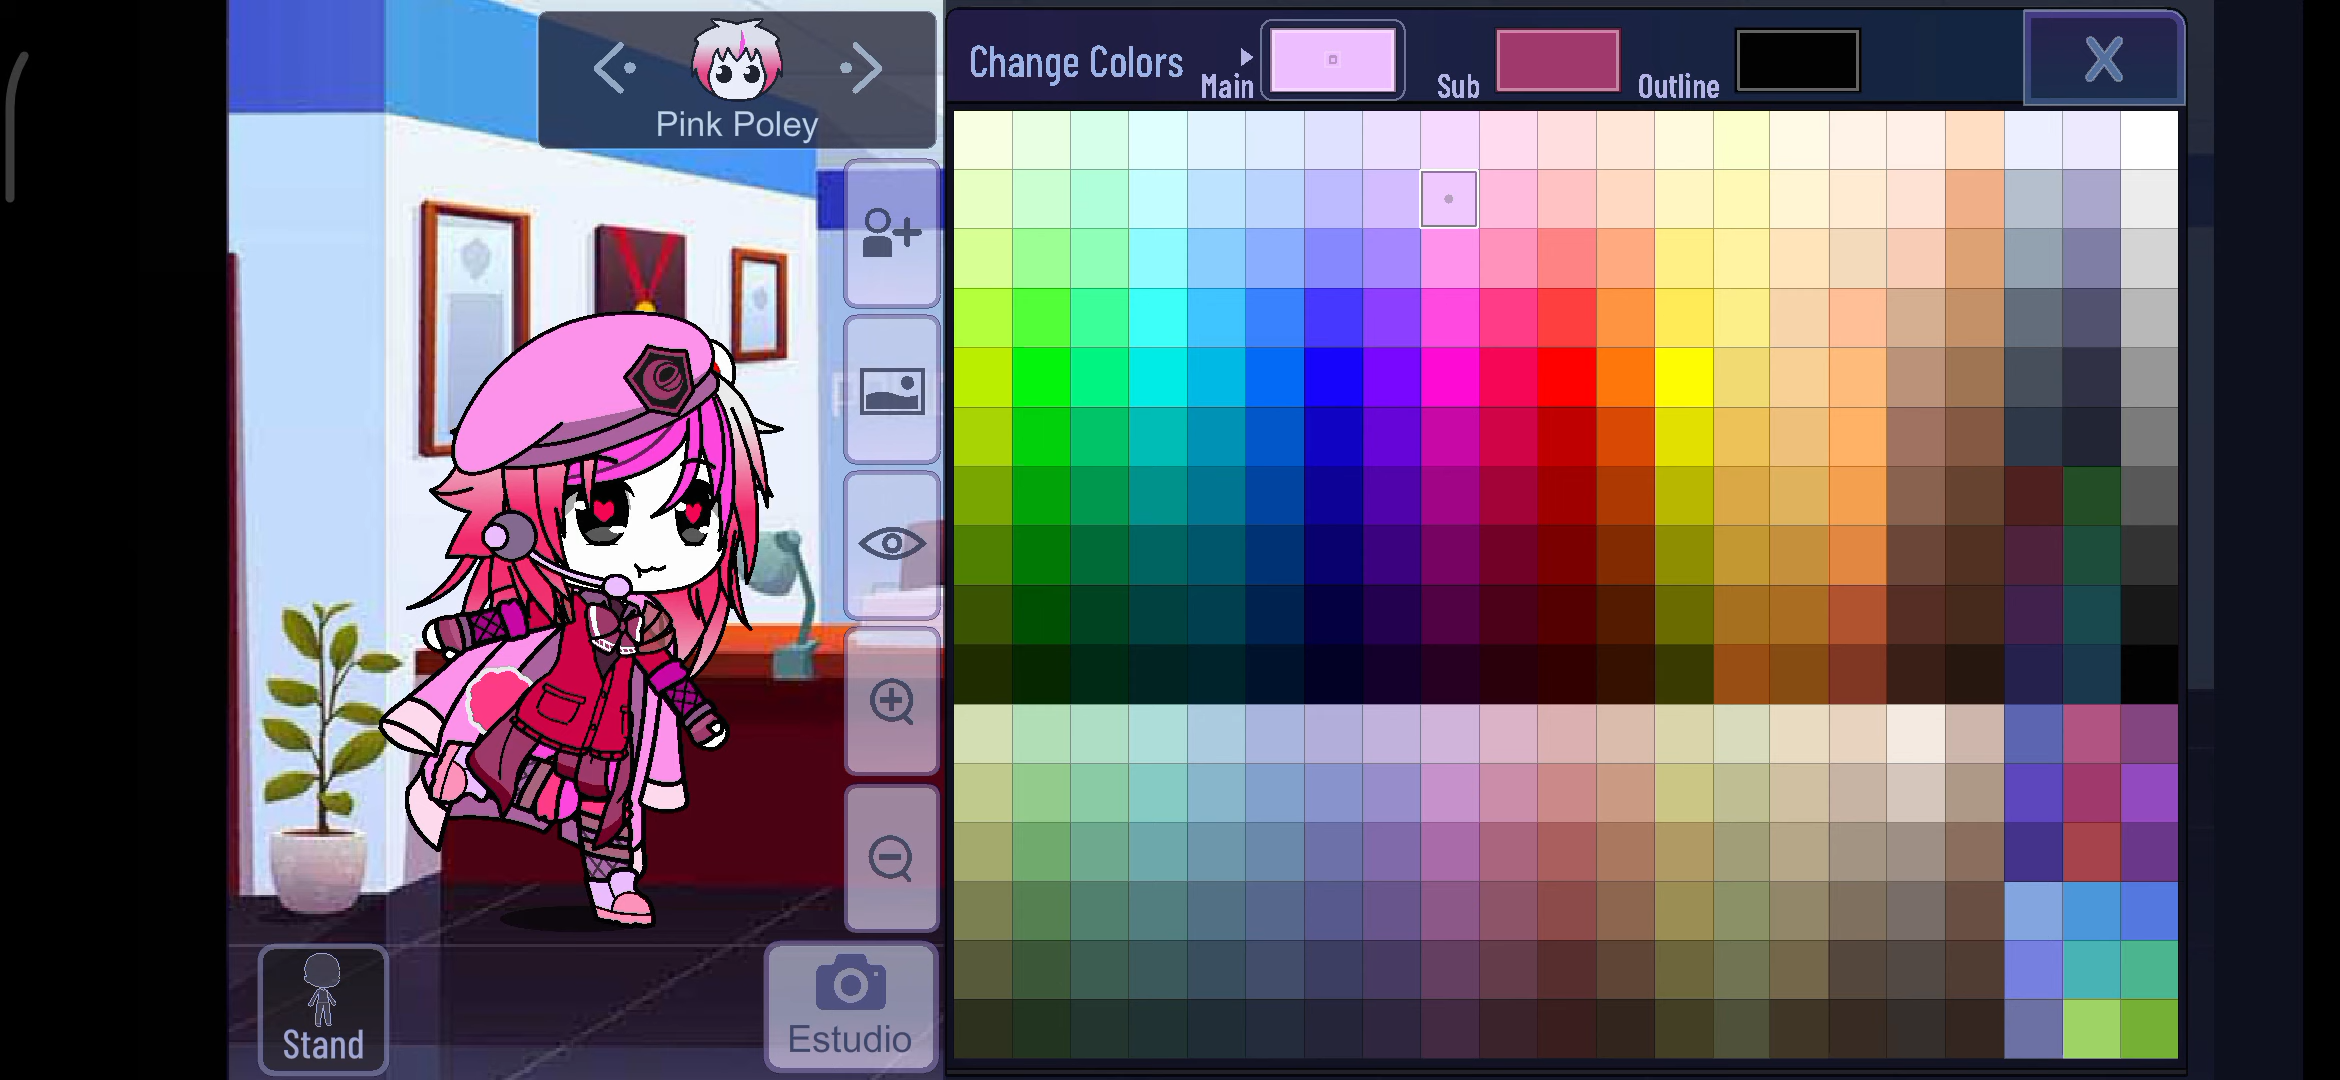 Pink Poley
Change Colors
Main
Sub
Outline
X
Stand
Estudio